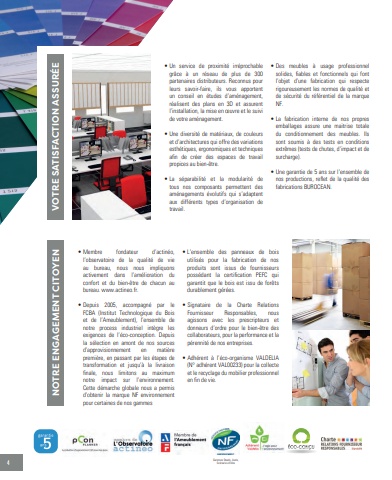 VOTRE SATISFACTION ASSURÉE
• Un service de proximité irréprochable
grâce à un réseau de plus de 300
partenaires distributeurs. Reconnus pour
leurs savoir-faire, ils vous apportent
un conseil en études d'aménagement,
réalisent des plans en 3D et assurent
l'installation, la mise en œuvre et le suivi
de votre aménagement.
• Une diversité de matériaux, de couleurs
et d'architectures qui offre des variations
esthétiques, ergonomiques et techniques
afin de créer des espaces de travail
propices au bien-être.
• La séparabilité et la modularité de
tous nos composants permettent des
aménagements évolutifs qui s'adaptent
aux différents types d'organisation de
travail.
• Des meubles à usage professionnel
solides, fiables et fonctionnels qui font
l'objet d'une fabrication qui respecte
rigoureusement les normes de qualité et
de sécurité du référentiel de la marque
NF.
• La fabrication interne de nos propres
emballages assure une maitrise totale
du conditionnement des meubles. Ils
sont soumis à des tests en conditions
extrêmes (tests de chutes, d'impact et de
surcharge).
• Une garantie de 5 ans sur l'ensemble de
nos productions, reflet de la qualité des
fabrications BUROCEAN.
NOTRE ENGAGEMENT CITOYEN
• Membre fondateur d'actinéo,
l'observatoire de la qualité de vie
au bureau, nous nous impliquons
activement dans l'amélioration du
confort et du bien-être de chacun au
bureau. www.actineo.fr.
• Depuis 2005, accompagné par le
FCBA (Institut Technologique du Bois
et de l'Ameublement), l'ensemble de
notre process industriel intègre les
exigences de l'éco-conception. Depuis
la sélection en amont de nos sources
d'approvisionnement en matière
première, en passant par les étapes de
transformation et jusqu'à la livraison
finale, nous limitons au maximum
notre impact sur l'environnement.
Cette démarche globale nous a permis
d'obtenir la marque NF environnement
pour certaines de nos gammes
• L'ensemble des panneaux de bois
utilisés pour la fabrication de nos
produits sont issus de fournisseurs
possédant la certification PEFC qui
garantit que le bois est issu de forêts
durablement gérées.
• Signataire de la Charte Relations
Fournisseur Responsables, nous
agissons avec les prescripteurs et
donneurs d'ordre pour le bien-être des
collaborateurs, pour la performance et la
pérennité de nos entreprises.
• Adhérent à l'éco-organisme VALDELIA
(N° adhérent VAL00233) pour la collecte
et le recyclage du mobilier professionnel
en fin de vie.
5
pCon
PLANNER
L'Observatoire
actineo
Membre de
l'Ameublement
français
NF
éco-conçu
Charte
RELATIONS FOURNISSEUR
RESPONSABLES
4